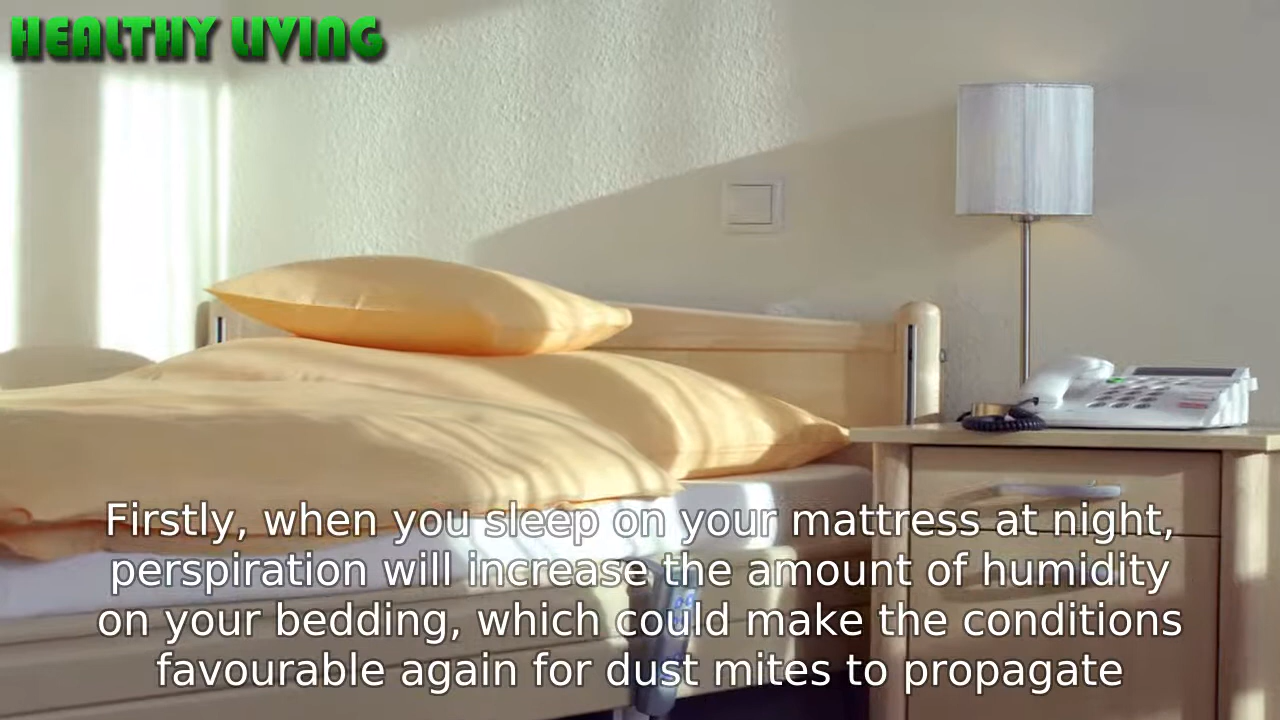 HEALTHY LIVING
Firstly, when you sleep on your mattress at night,
perspiration will increase the amount of humidity
on your bedding, which could make the conditions
favourable again for dust mites to propagate